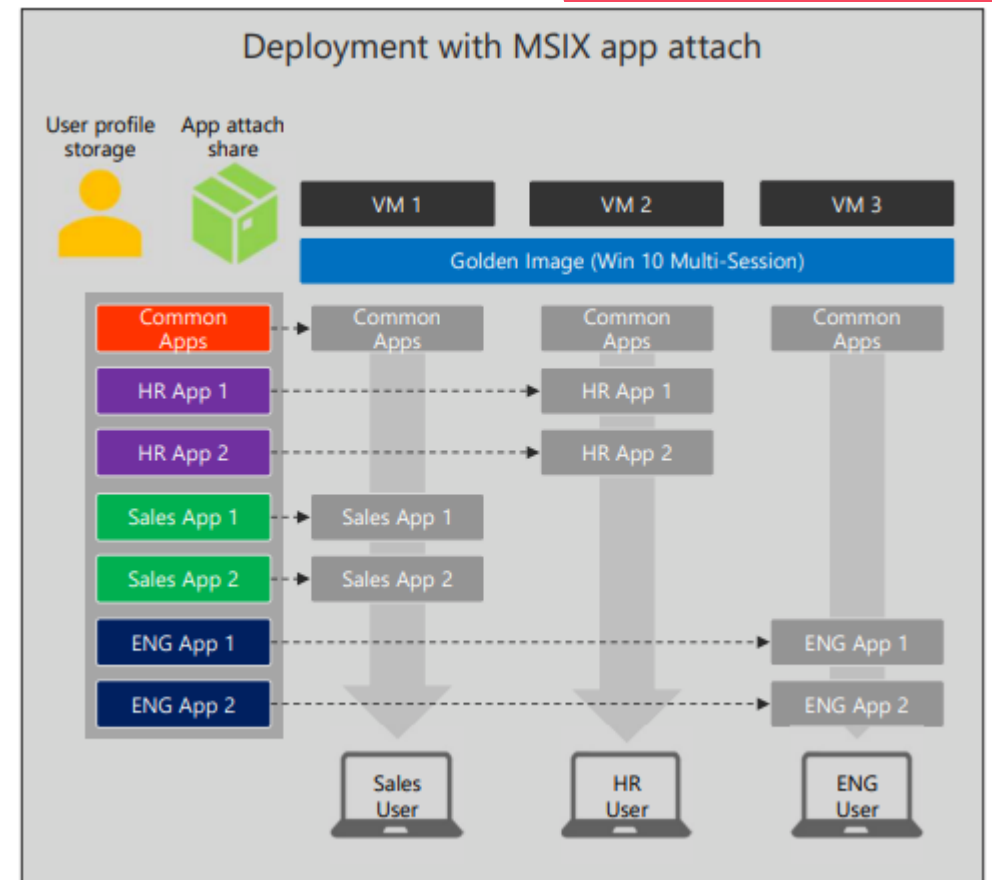 Deployment with MSIX app attach
User profile
storage
App attach
share
VM 1
VM 2
VM 3
Golden Image (Win 10 Multi-Session)
Common
Apps
Common
Apps
Common
Apps
Common
Apps
HR App 1
HR App 1
HR App 2
HR App 2
Sales App 1
Sales App 1
Sales App 2
Sales App 2
ENG App 1
ENG App 1
ENG App 2
ENG App 2
Sales
User
HR
User
ENG
User